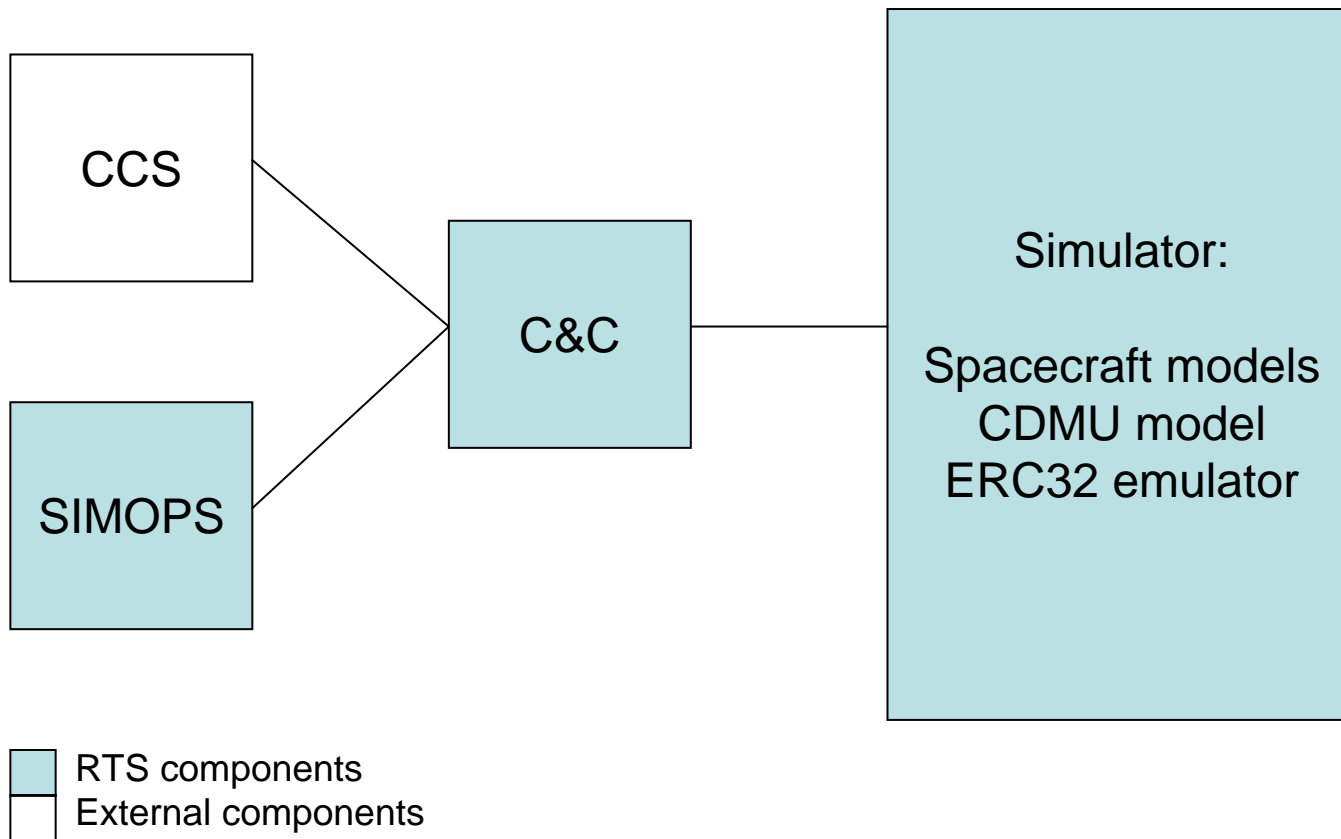 CCS
SIMOPS
C&C
Simulator:
Spacecraft models
CDMU model
ERC32 emulator
RTS components
External components